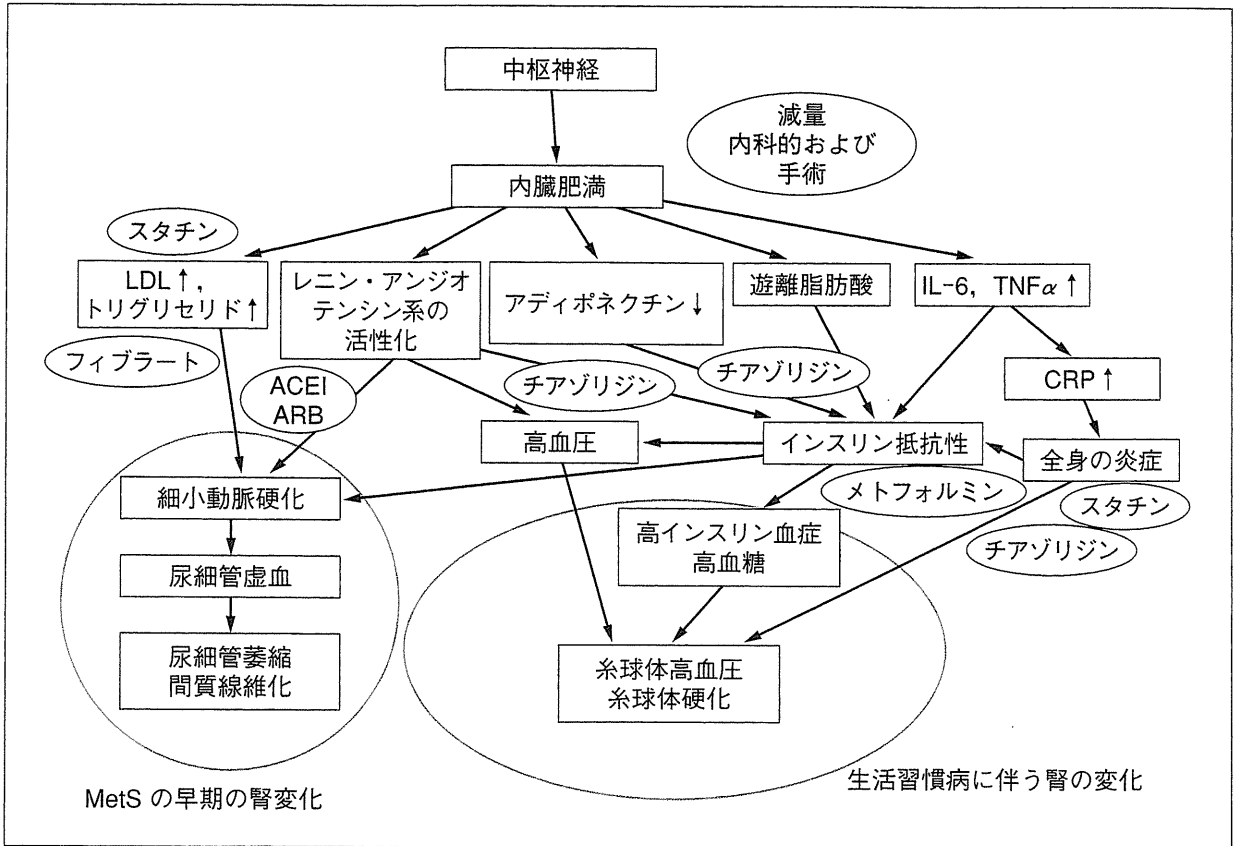 中枢神経
減量
内科的および
手術
内臓肥満
スタチン
LDL↑,
トリグリセリド↑
レニン・アンジオ
テンシン系の
活性化
アディポネクチン↓
遊離脂肪酸
IL-6, TNFα↑
フィブラート
ACEI
ARB
チアゾリジン
チアゾリジン
CRP↑
高血圧
インスリン抵抗性
全身の炎症
細小動脈硬化
メトフォルミン
スタチン
高インスリン血症
高血糖
チアゾリジン
尿細管虚血
尿細管萎縮
間質線維化
糸球体高血圧
糸球体硬化
MetS の早期の腎変化
生活習慣病に伴う腎の変化